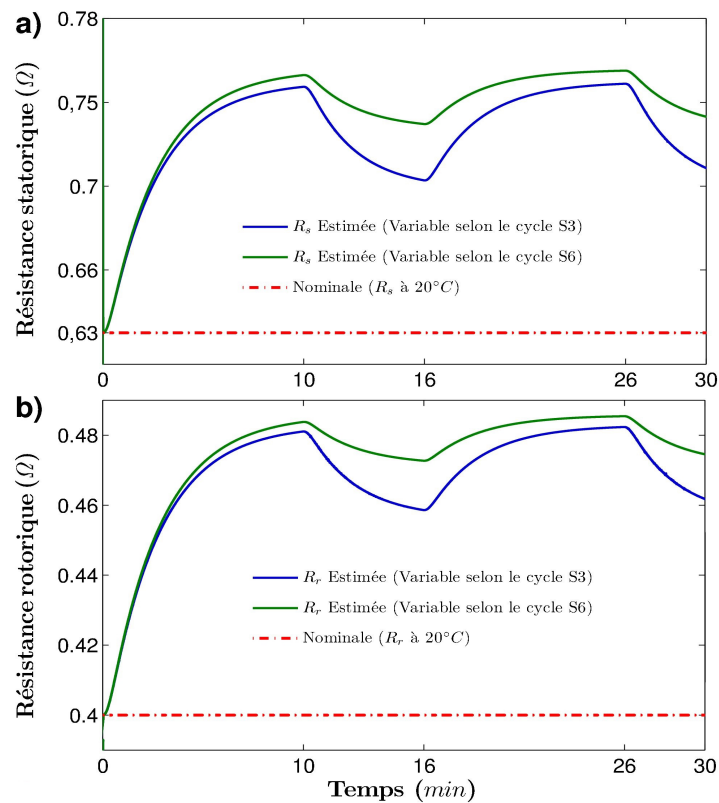 a)
Résistance statorique (Ω)
0.78
0,75
0.7
0.66
0,63
R_s Estimée (Variable selon le cycle S3)
R_s Estimée (Variable selon le cycle S6)
Nominale (R_s à 20°C)
0
10
16
26
30
b)
Résistance rotorique (Ω)
0.48
0.46
0.44
0.42
0.4
R_r Estimée (Variable selon le cycle S3)
R_r Estimée (Variable selon le cycle S6)
Nominale (R_r à 20°C)
0
10
16
26
30
Temps (min)